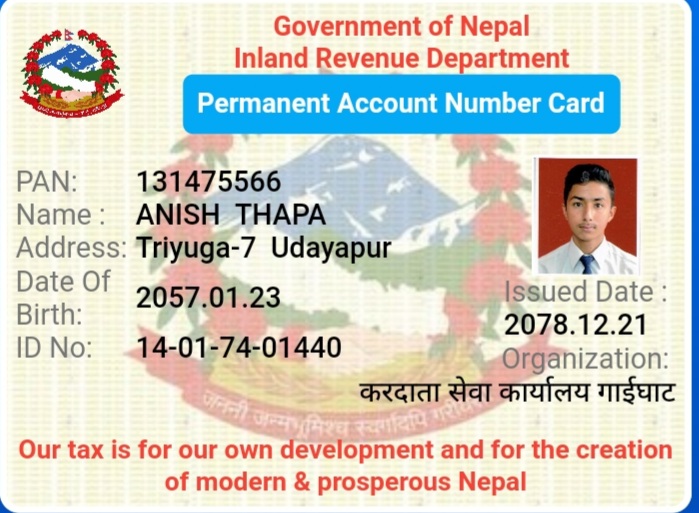 Government of Nepal
Inland Revenue Department
Permanent Account Number Card
PAN: 131475566
Name : ANISH THAPA
Address: Triyuga-7 Udayapur
Date Of Birth: 2057.01.23
ID No: 14-01-74-01440
Issued Date :
2078.12.21
Organization:
करदाता सेवा कार्यालय गाईघाट
जननी जन्मभूमिश्च स्वर्गादपि
Our tax is for our own development and for the creation
of modern & prosperous Nepal